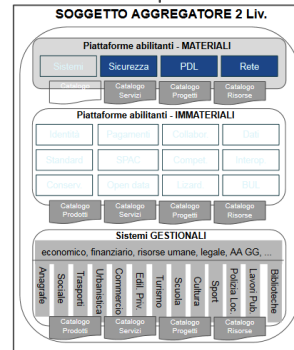 SOGGETTO AGGREGATORE 2 Liv.
Piattaforme abilitanti - MATERIALI
Sistemi Sicurezza PDL Rete
Catalogo Catalogo Catalogo Catalogo
Servizi Progetti Risorse
Piattaforme abilitanti - IMMATERIALI
Identità Pagamenti Collabor. Dati
Standard SPAC Compet. Interop
Conserv. Open data Lizard
Catalogo Catalogo Catalogo Catalogo
Prodotti Servizi Progetti Risorse
Sistemi GESTIONALI
economico, finanziario, risorse umane, legale, AA GG, ...
Anagrafe
Sociale
Trasporti
Urbanistica
Commercio
Edil. Priv.
Turismo
Scuola
Cultura
Sport
Polizia Loc.
Lavori Pub.
Biblioteche
Catalogo Catalogo Catalogo Catalogo
Prodotti Servizi Progetti Risorse